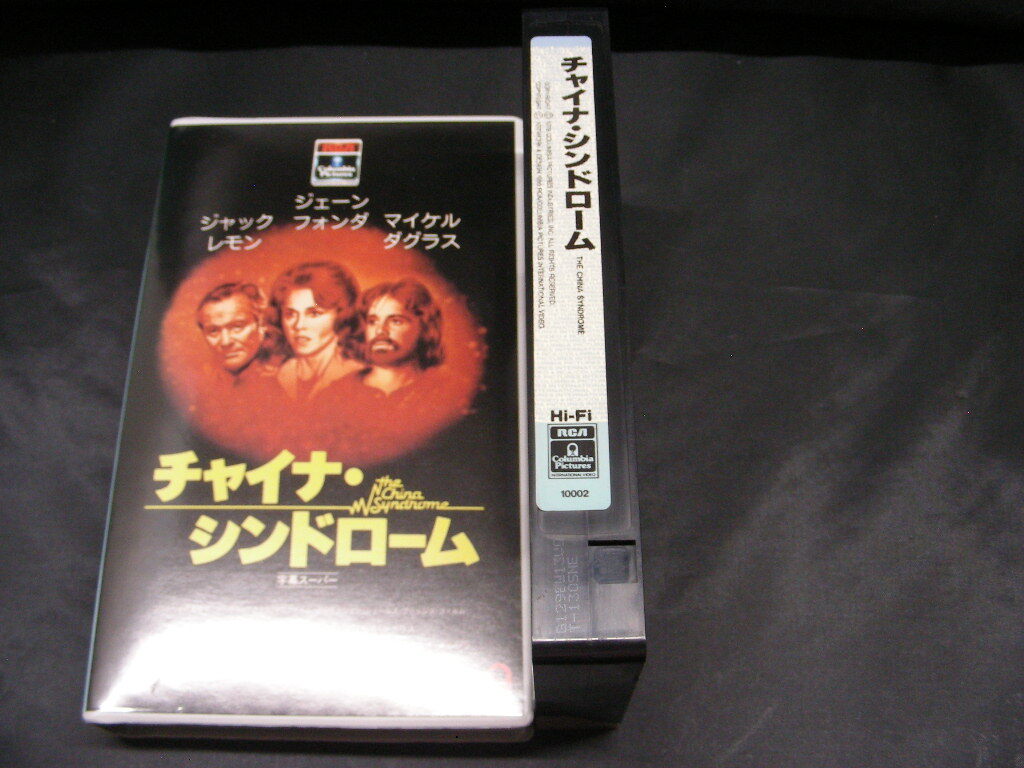 RCA
Columbia
Pictures
ジェーン
ジャック フォンダ マイケル
レモン ダグラス
チャイナ・
the
China
Syndrome
シンドローム
字幕スーパー
チャイナ・シンドローム THE CHINA SYNDROME
Hi-Fi
RCA
Columbia
Pictures
INTERNATIONAL VIDEO
10002
T-130SNE